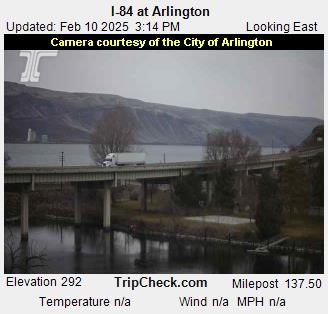 I-84 at Arlington
Updated: Feb 10 2025 3:14 PM Looking East
Camera courtesy of the City of Arlington
Elevation 292 TripCheck.com Milepost 137.50
Temperature n/a Wind n/a MPH n/a